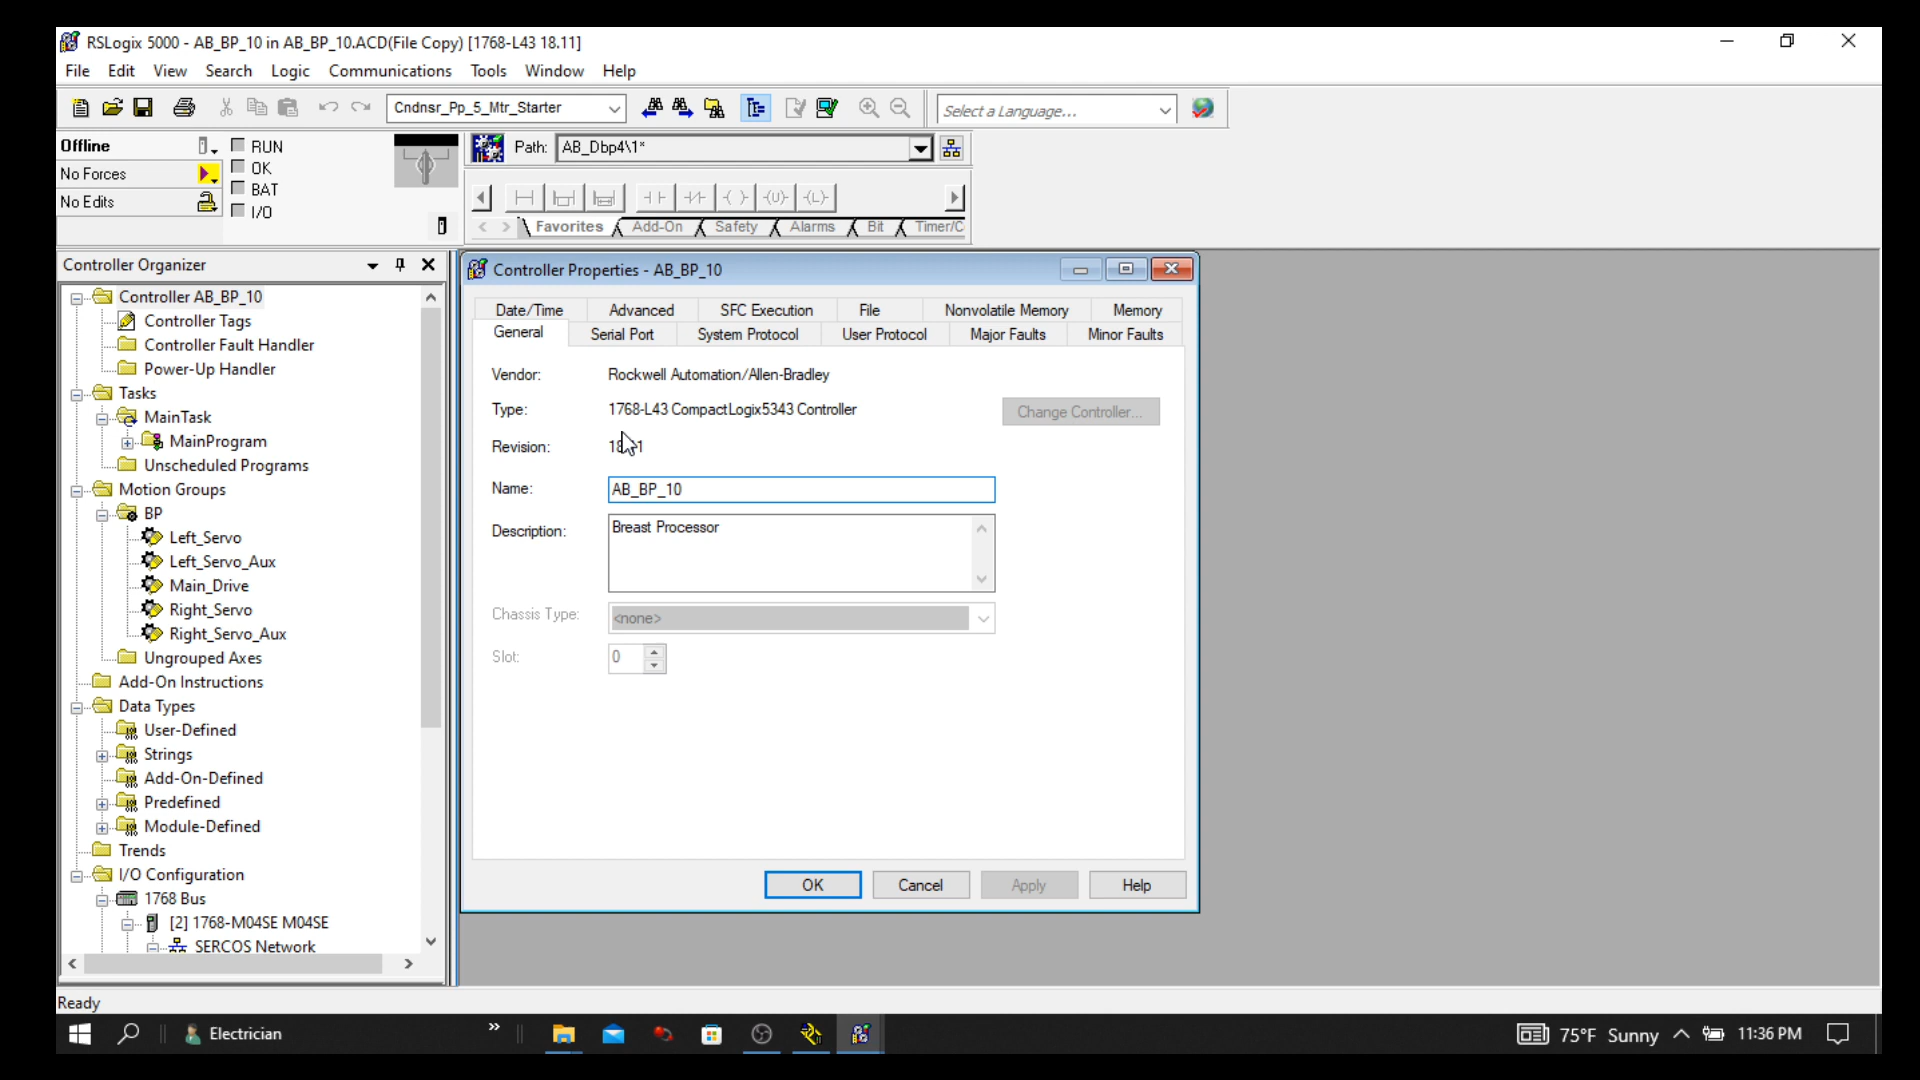 RSLogix 5000 - AB_BP_10 in AB_BP_10.ACD(File Copy) [1768-L43 18.11]
File Edit View Search Logic Communications Tools Window Help
Cndnsr_Pp_5_Mtr_Starter
Select a Language...
Offline
RUN
No Forces
OK
No Edits
BAT
I/O
Path: AB_Dbp4\1*
Favorites Add-On Safety Alarms Bit Timer/C
Controller Organizer
Controller AB_BP_10
Controller Tags
Controller Fault Handler
Power-Up Handler
Tasks
MainTask
MainProgram
Unscheduled Programs
Motion Groups
BP
Left_Servo
Left_Servo_Aux
Main_Drive
Right_Servo
Right_Servo_Aux
Ungrouped Axes
Add-On Instructions
Data Types
User-Defined
Strings
Add-On-Defined
Predefined
Module-Defined
Trends
I/O Configuration
1768 Bus
[2] 1768-M04SE M04SE
SERCOS Network
Controller Properties - AB_BP_10
Date/Time Advanced SFC Execution File Nonvolatile Memory Memory
General Serial Port System Protocol User Protocol Major Faults Minor Faults
Vendor: Rockwell Automation/Allen-Bradley
Type: 1768-L43 CompactLogix5343 Controller
Change Controller...
Revision:
Name: AB_BP_10
Description: Breast Processor
Chassis Type: <none>
Slot: 0
OK Cancel Apply Help
Ready
Electrician
75°F Sunny 11:36 PM